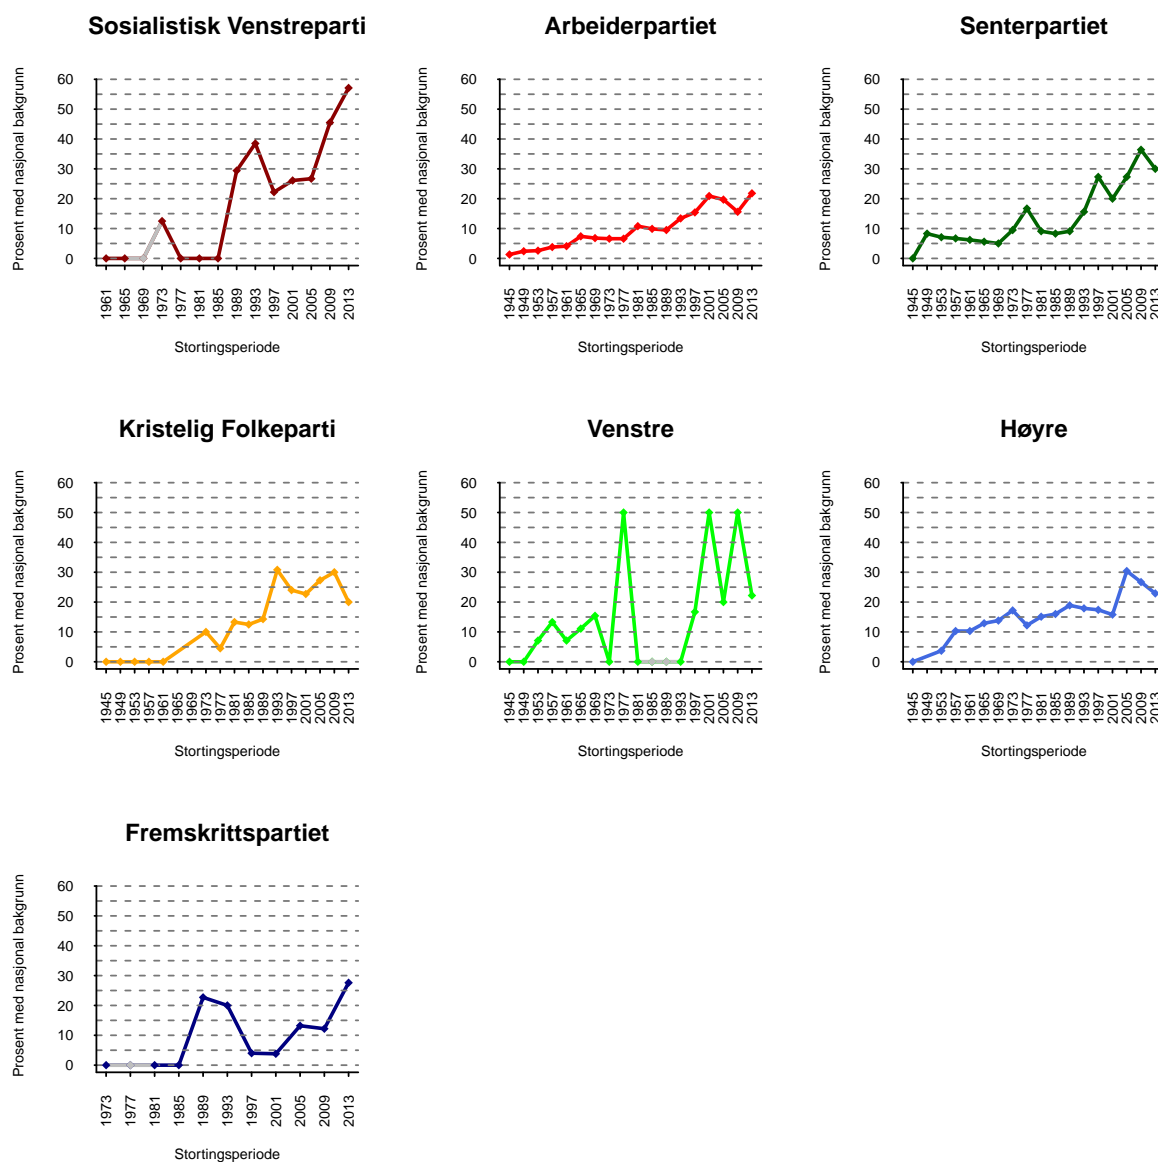 Sosialistisk Venstreparti
Prosent med nasjonal bakgrunn
60
50
40
30
20
10
0
1961 1965 1969 1973 1977 1981 1985 1989 1993 1997 2001 2005 2009 2013
Stortingsperiode
Arbeiderpartiet
Prosent med nasjonal bakgrunn
60
50
40
30
20
10
0
1945 1949 1953 1957 1961 1965 1969 1973 1977 1981 1985 1989 1993 1997 2001 2005 2009 2013
Stortingsperiode
Senterpartiet
Prosent med nasjonal bakgrunn
60
50
40
30
20
10
0
1945 1949 1953 1957 1961 1965 1969 1973 1977 1981 1985 1989 1993 1997 2001 2005 2009 2013
Stortingsperiode
Kristelig Folkeparti
Prosent med nasjonal bakgrunn
60
50
40
30
20
10
0
1945 1949 1953 1957 1961 1965 1969 1973 1977 1981 1985 1989 1993 1997 2001 2005 2009 2013
Stortingsperiode
Venstre
Prosent med nasjonal bakgrunn
60
50
40
30
20
10
0
1945 1949 1953 1957 1961 1965 1969 1973 1977 1981 1985 1989 1993 1997 2001 2005 2009 2013
Stortingsperiode
Høyre
Prosent med nasjonal bakgrunn
60
50
40
30
20
10
0
1945 1949 1953 1957 1961 1965 1969 1973 1977 1981 1985 1989 1993 1997 2001 2005 2009 2013
Stortingsperiode
Fremskrittspartiet
Prosent med nasjonal bakgrunn
60
50
40
30
20
10
0
1973 1977 1981 1985 1989 1993 1997 2001 2005 2009 2013
Stortingsperiode